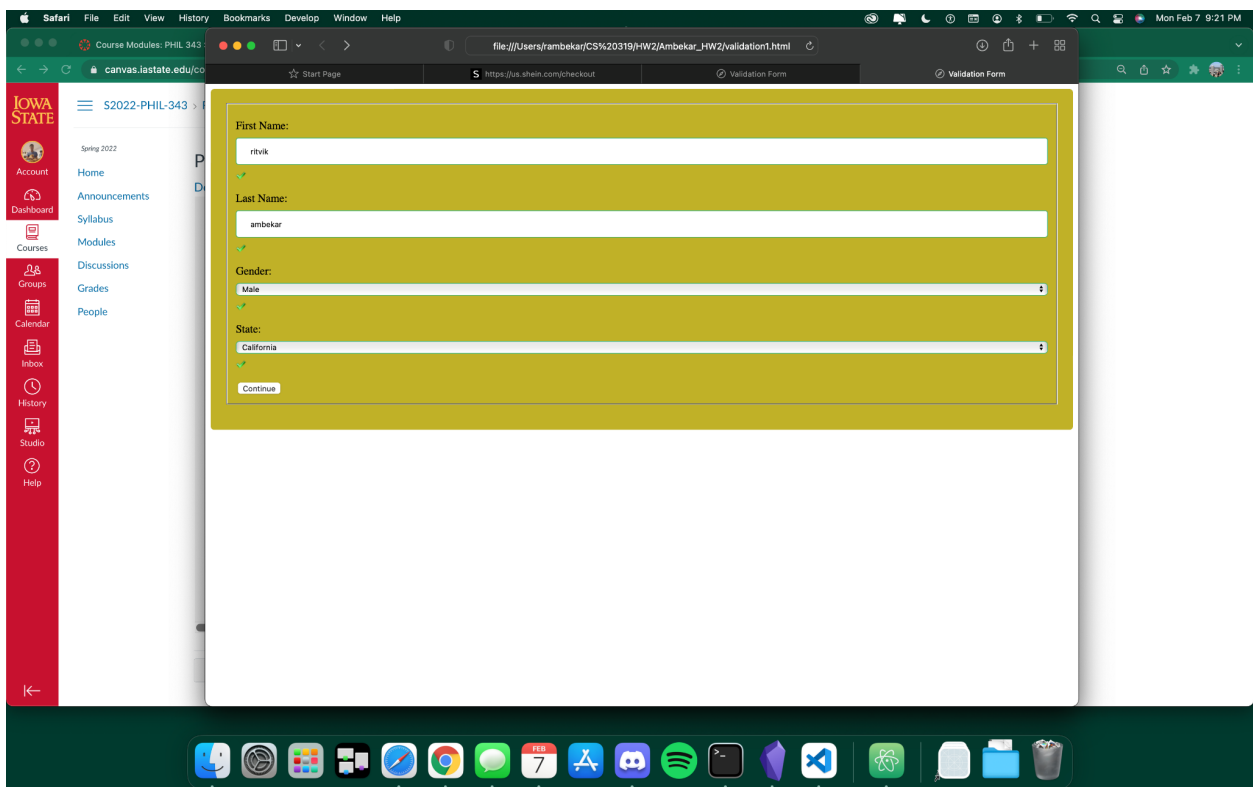 Safari File Edit View History Bookmarks Develop Window Help
Mon Feb 7 9:21 PM
Course Modules: PHIL 343
file:///Users/rambekar/CS%20319/HW2/Ambekar_HW2/validation1.html
canvas.iastate.edu/co
Start Page
S https://us.shein.com/checkout
Validation Form
Validation Form
IOWA
STATE
S2022-PHIL-343 ›
Account
Dashboard
Courses
Groups
Calendar
Inbox
History
Studio
Help
Spring 2022
Home
Announcements
Syllabus
Modules
Discussions
Grades
People
First Name:
ritvik
Last Name:
ambekar
Gender:
Male
State:
California
Continue
FEB
7